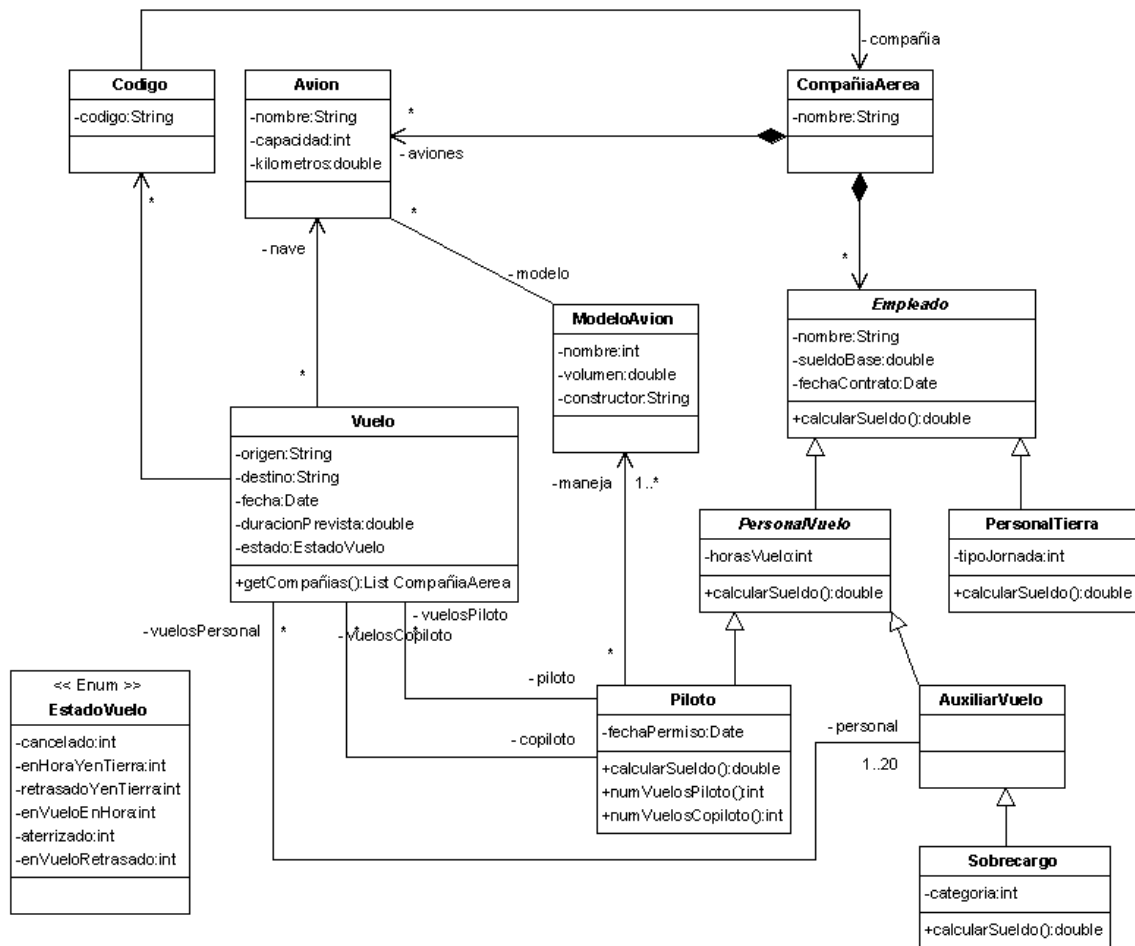 - compañia
Codigo
-codigo:String
*
Avion
-nombre:String
-capacidad:int
-kilometros:double
*
- aviones
CompañiaAerea
-nombre:String
*
- nave
*
*
- modelo
ModeloAvion
-nombre:int
-volumen:double
-constructor:String
Empleado
-nombre:String
-sueldoBase:double
-fechaContrato:Date
+calcularSueldo():double
Vuelo
-origen:String
-destino:String
-fecha:Date
-duracionPrevista:double
-estado:EstadoVuelo
+getCompañias():List CompañiaAerea
- maneja
1..*
*
PersonalVuelo
-horasVuelo:int
+calcularSueldo():double
PersonalTierra
-tipoJornada:int
+calcularSueldo():double
- vuelosPersonal
*
- vuelosPiloto
*
- vuelosCopiloto
*
- piloto
- copiloto
<< Enum >>
EstadoVuelo
-cancelado:int
-enHoraYenTierra:int
-retrasadoYenTierra:int
-enVueloEnHora:int
-aterrizado:int
-enVueloRetrasado:int
Piloto
-fechaPermiso:Date
+calcularSueldo():double
+numVuelosPiloto():int
+numVuelosCopiloto():int
- personal
1..20
AuxiliarVuelo
Sobrecargo
-categoria:int
+calcularSueldo():double